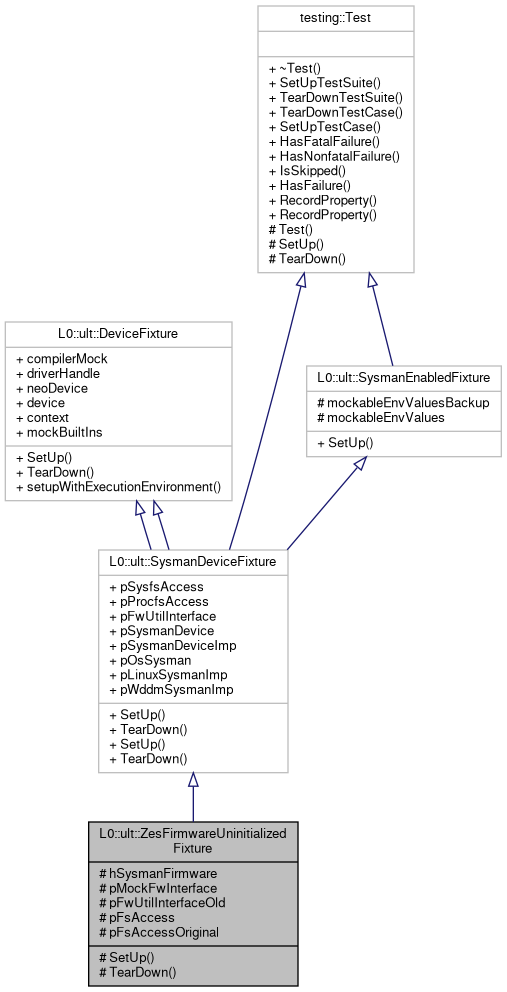 testing::Test
+ ~Test()
+ SetUpTestSuite()
+ TearDownTestSuite()
+ TearDownTestCase()
+ SetUpTestCase()
+ HasFatalFailure()
+ HasNonfatalFailure()
+ IsSkipped()
+ HasFailure()
+ RecordProperty()
+ RecordProperty()
# Test()
# SetUp()
# TearDown()
L0::ult::DeviceFixture
+ compilerMock
+ driverHandle
+ neoDevice
+ device
+ context
+ mockBuiltIns
+ SetUp()
+ TearDown()
+ setupWithExecutionEnvironment()
L0::ult::SysmanEnabledFixture
# mockableEnvValuesBackup
# mockableEnvValues
+ SetUp()
L0::ult::SysmanDeviceFixture
+ pSysfsAccess
+ pProcfsAccess
+ pFwUtilInterface
+ pSysmanDevice
+ pSysmanDeviceImp
+ pOsSysman
+ pLinuxSysmanImp
+ pWddmSysmanImp
+ SetUp()
+ TearDown()
+ SetUp()
+ TearDown()
L0::ult::ZesFirmwareUninitialized
Fixture
# hSysmanFirmware
# pMockFwInterface
# pFwUtilInterfaceOld
# pFsAccess
# pFsAccessOriginal
# SetUp()
# TearDown()